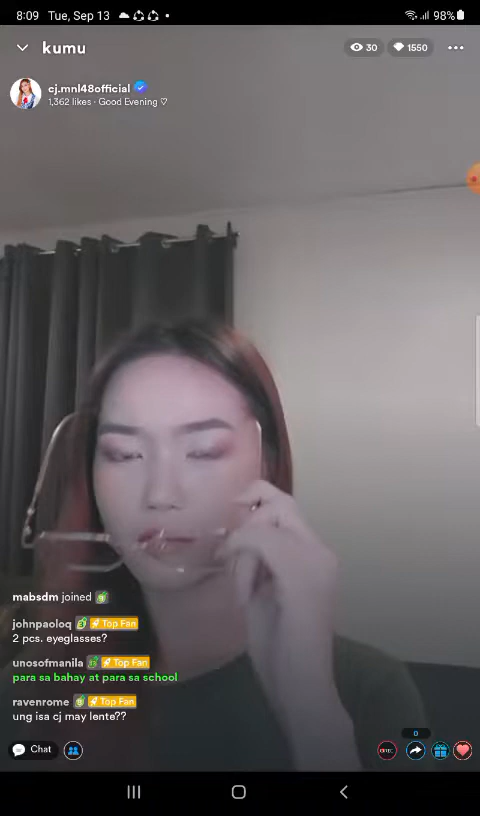 8:09 Tue, Sep 13 98%
kumu 30 1550
cj.mnl48official
1,362 likes · Good Evening ♡
mabsdm joined
johnpaoloq Top Fan
2 pcs. eyeglasses?
unosofmanila Top Fan
para sa bahay at para sa school
ravenrome Top Fan
ung isa cj may lente??
0
Chat